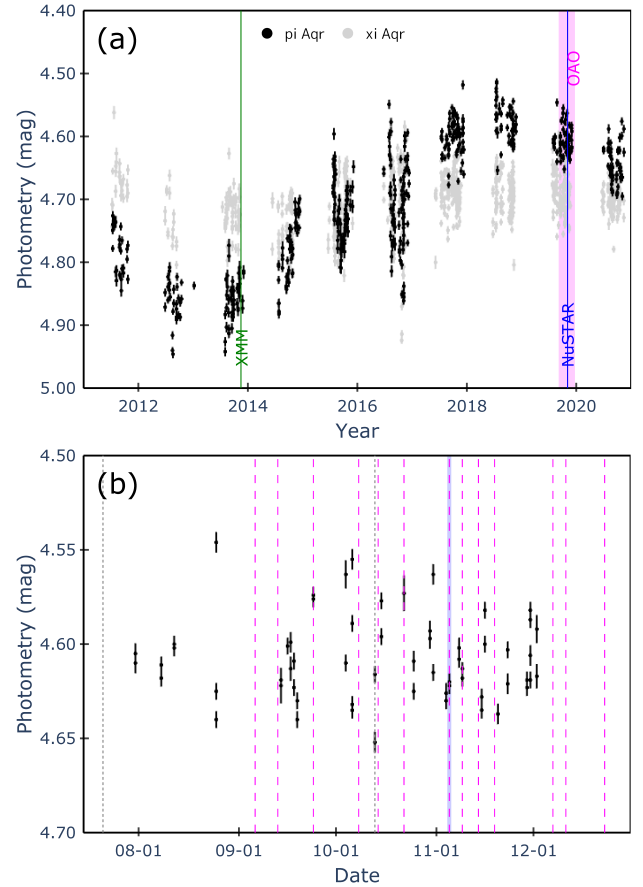 (a)
pi Aqr
xi Aqr
OAO
XMM
NuSTAR
Photometry (mag)
4.40
4.50
4.60
4.70
4.80
4.90
5.00
2012
2014
2016
2018
2020
Year
(b)
Photometry (mag)
4.50
4.55
4.60
4.65
4.70
08-01
09-01
10-01
11-01
12-01
Date